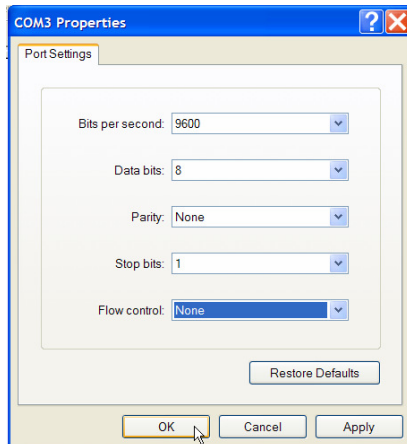 COM3 Properties
Port Settings
Bits per second: 9600
Data bits: 8
Parity: None
Stop bits: 1
Flow control: None
Restore Defaults
OK Cancel Apply